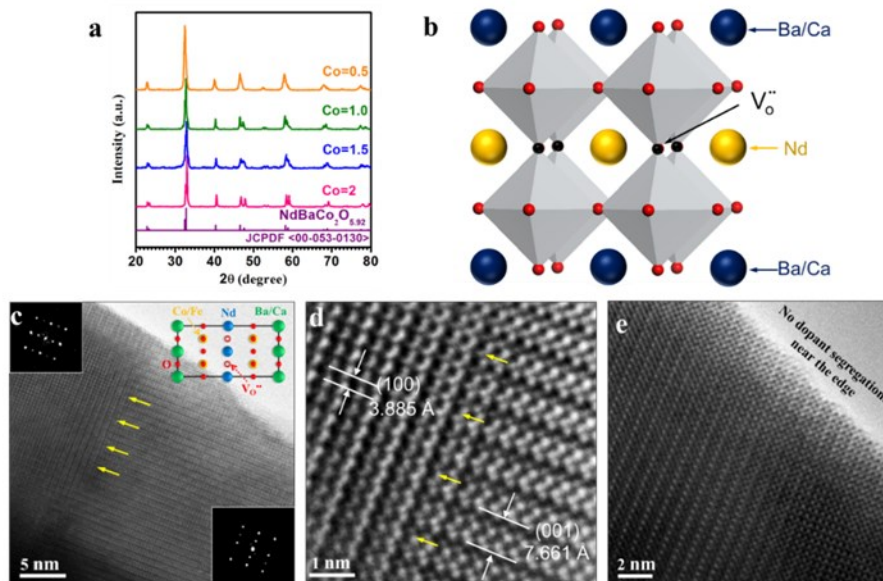 a
Intensity (a.u.)
Co=0.5
Co=1.0
Co=1.5
Co=2
NdBaCo₂O₅.₉₂
JCPDF <00-053-0130>
20 30 40 50 60 70 80
2θ (degree)
b
Ba/Ca
Vo••
Nd
Ba/Ca
c
Co/Fe Nd Ba/Ca
O
Vo••
5 nm
d
(100)
3.885 A
(001)
7.661 A
1 nm
e
No dopant segregation
near the edge
2 nm